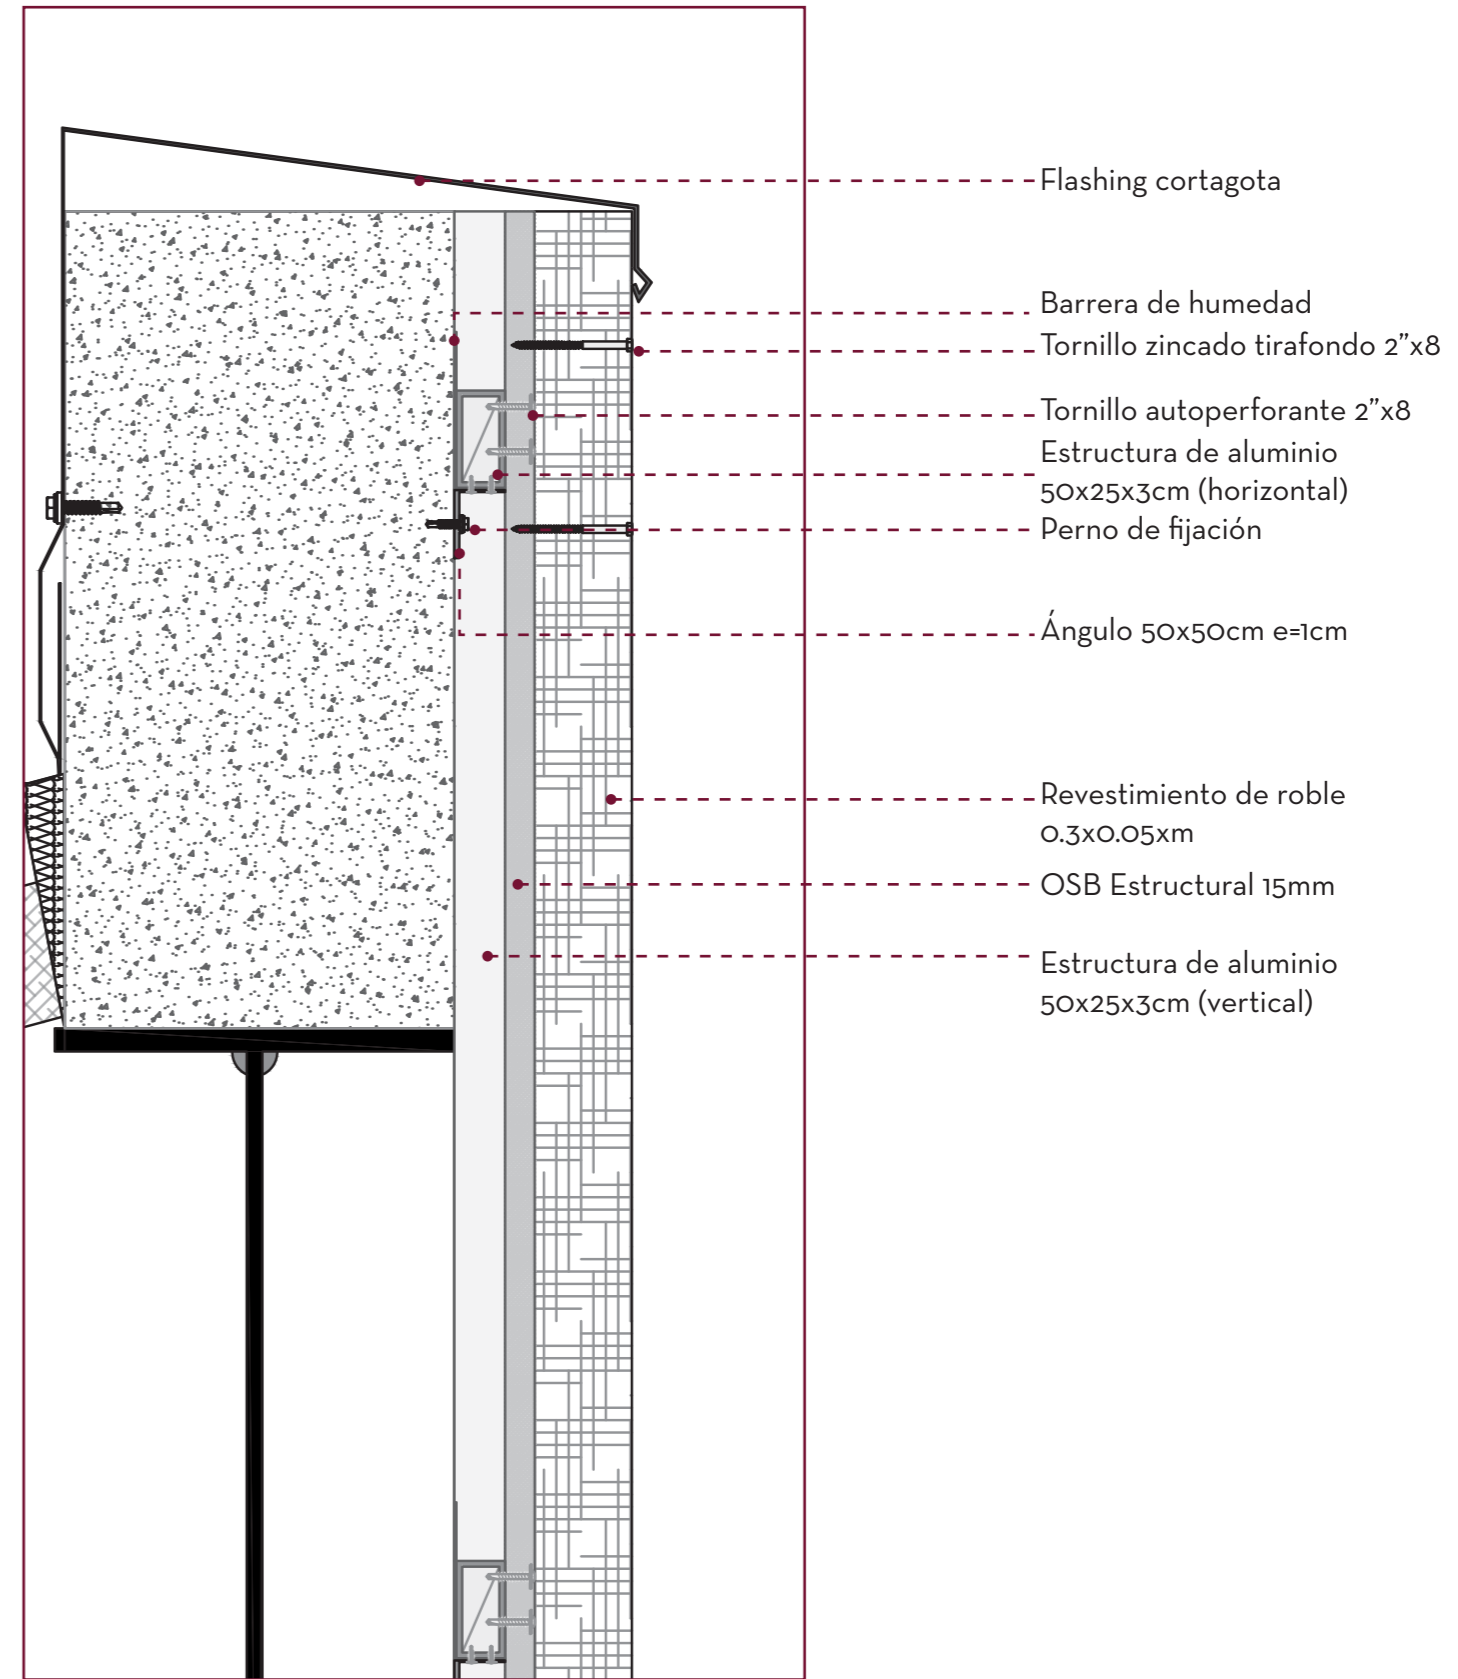 Flashing cortagota
Barrera de humedad
Tornillo zincado tirafondo 2”x8
Tornillo autoperforante 2”x8
Estructura de aluminio
50x25x3cm (horizontal)
Perno de fijación
Ángulo 50x50cm e=1cm
Revestimiento de roble
0.3x0.05xm
OSB Estructural 15mm
Estructura de aluminio
50x25x3cm (vertical)